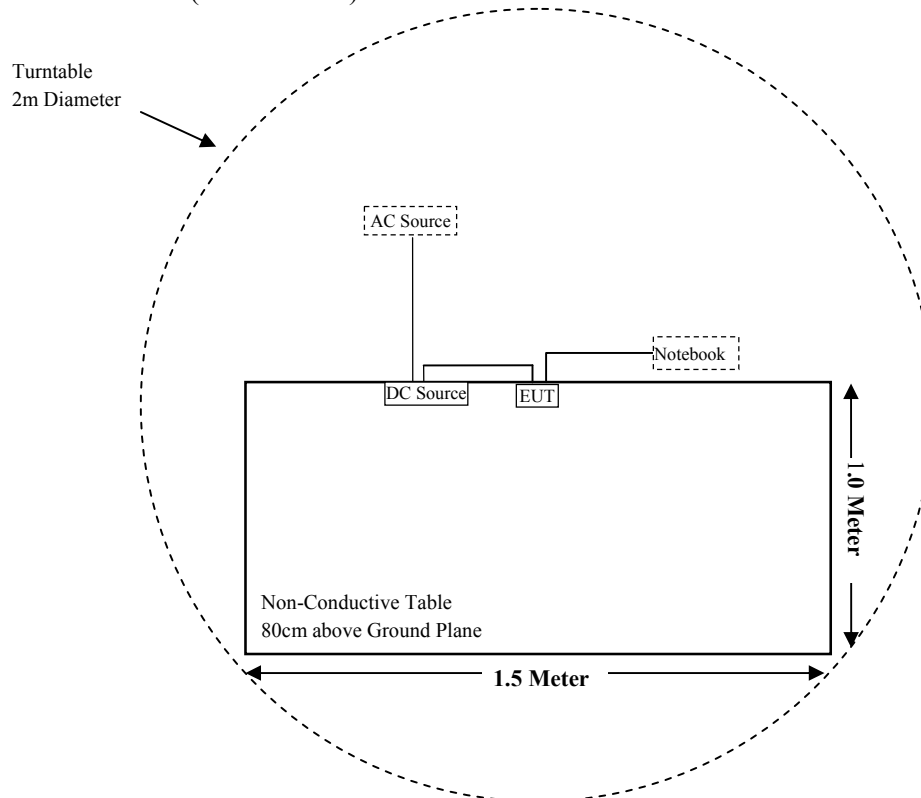 Turntable
2m Diameter
AC Source
Notebook
DC Source
EUT
1.0 Meter
Non-Conductive Table
80cm above Ground Plane
1.5 Meter